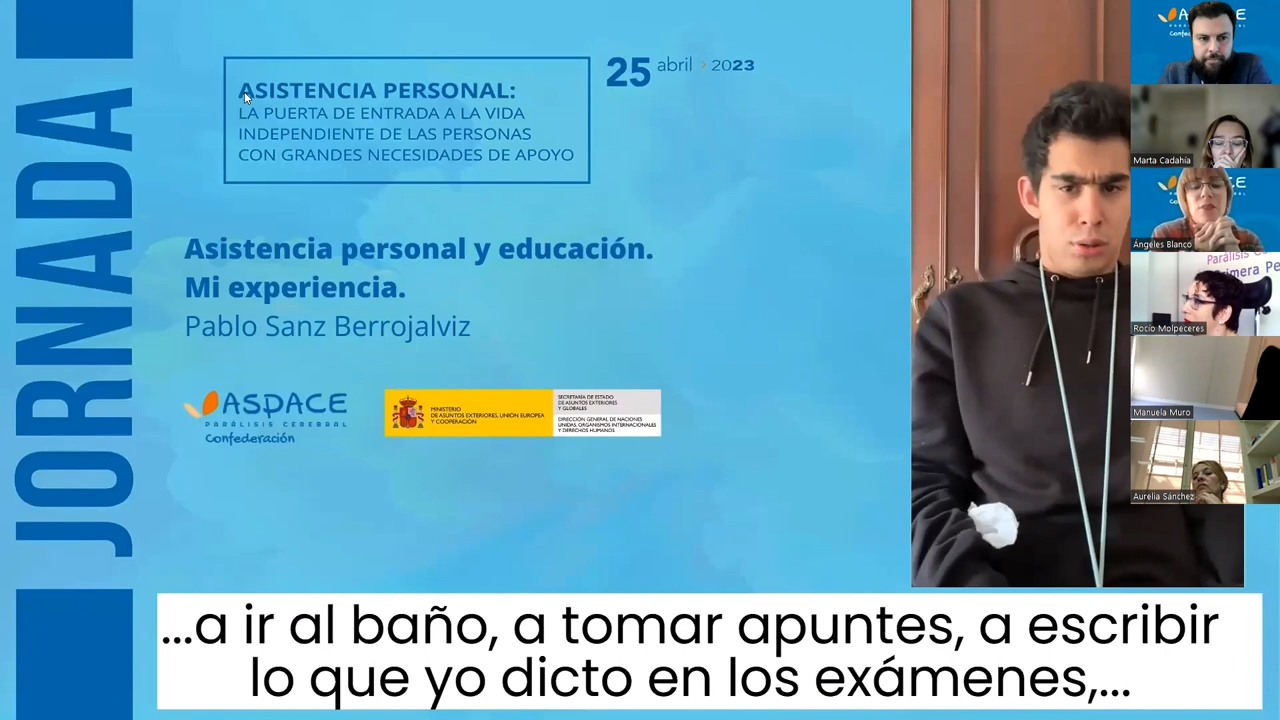 JORNADA
ASISTENCIA PERSONAL:
LA PUERTA DE ENTRADA A LA VIDA
INDEPENDIENTE DE LAS PERSONAS
CON GRANDES NECESIDADES DE APOYO
25 abril > 2023
Asistencia personal y educación.
Mi experiencia.
Pablo Sanz Berrojalviz
ASPACE
PARÁLISIS CEREBRAL
Confederación
MINISTERIO
DE ASUNTOS EXTERIORES, UNIÓN EUROPEA
Y COOPERACIÓN
SECRETARÍA DE ESTADO
DE ASUNTOS EXTERIORES
Y GLOBALES
DIRECCIÓN GENERAL DE NACIONES
UNIDAS, ORGANISMOS INTERNACIONALES
Y DERECHOS HUMANOS
Marta Cadahía
Ángeles Blanco
Parálisis
Primera Pe
Rocío Molpeceres
Manuela Muro
Aurelia Sánchez
...a ir al baño, a tomar apuntes, a escribir
lo que yo dicto en los exámenes,...